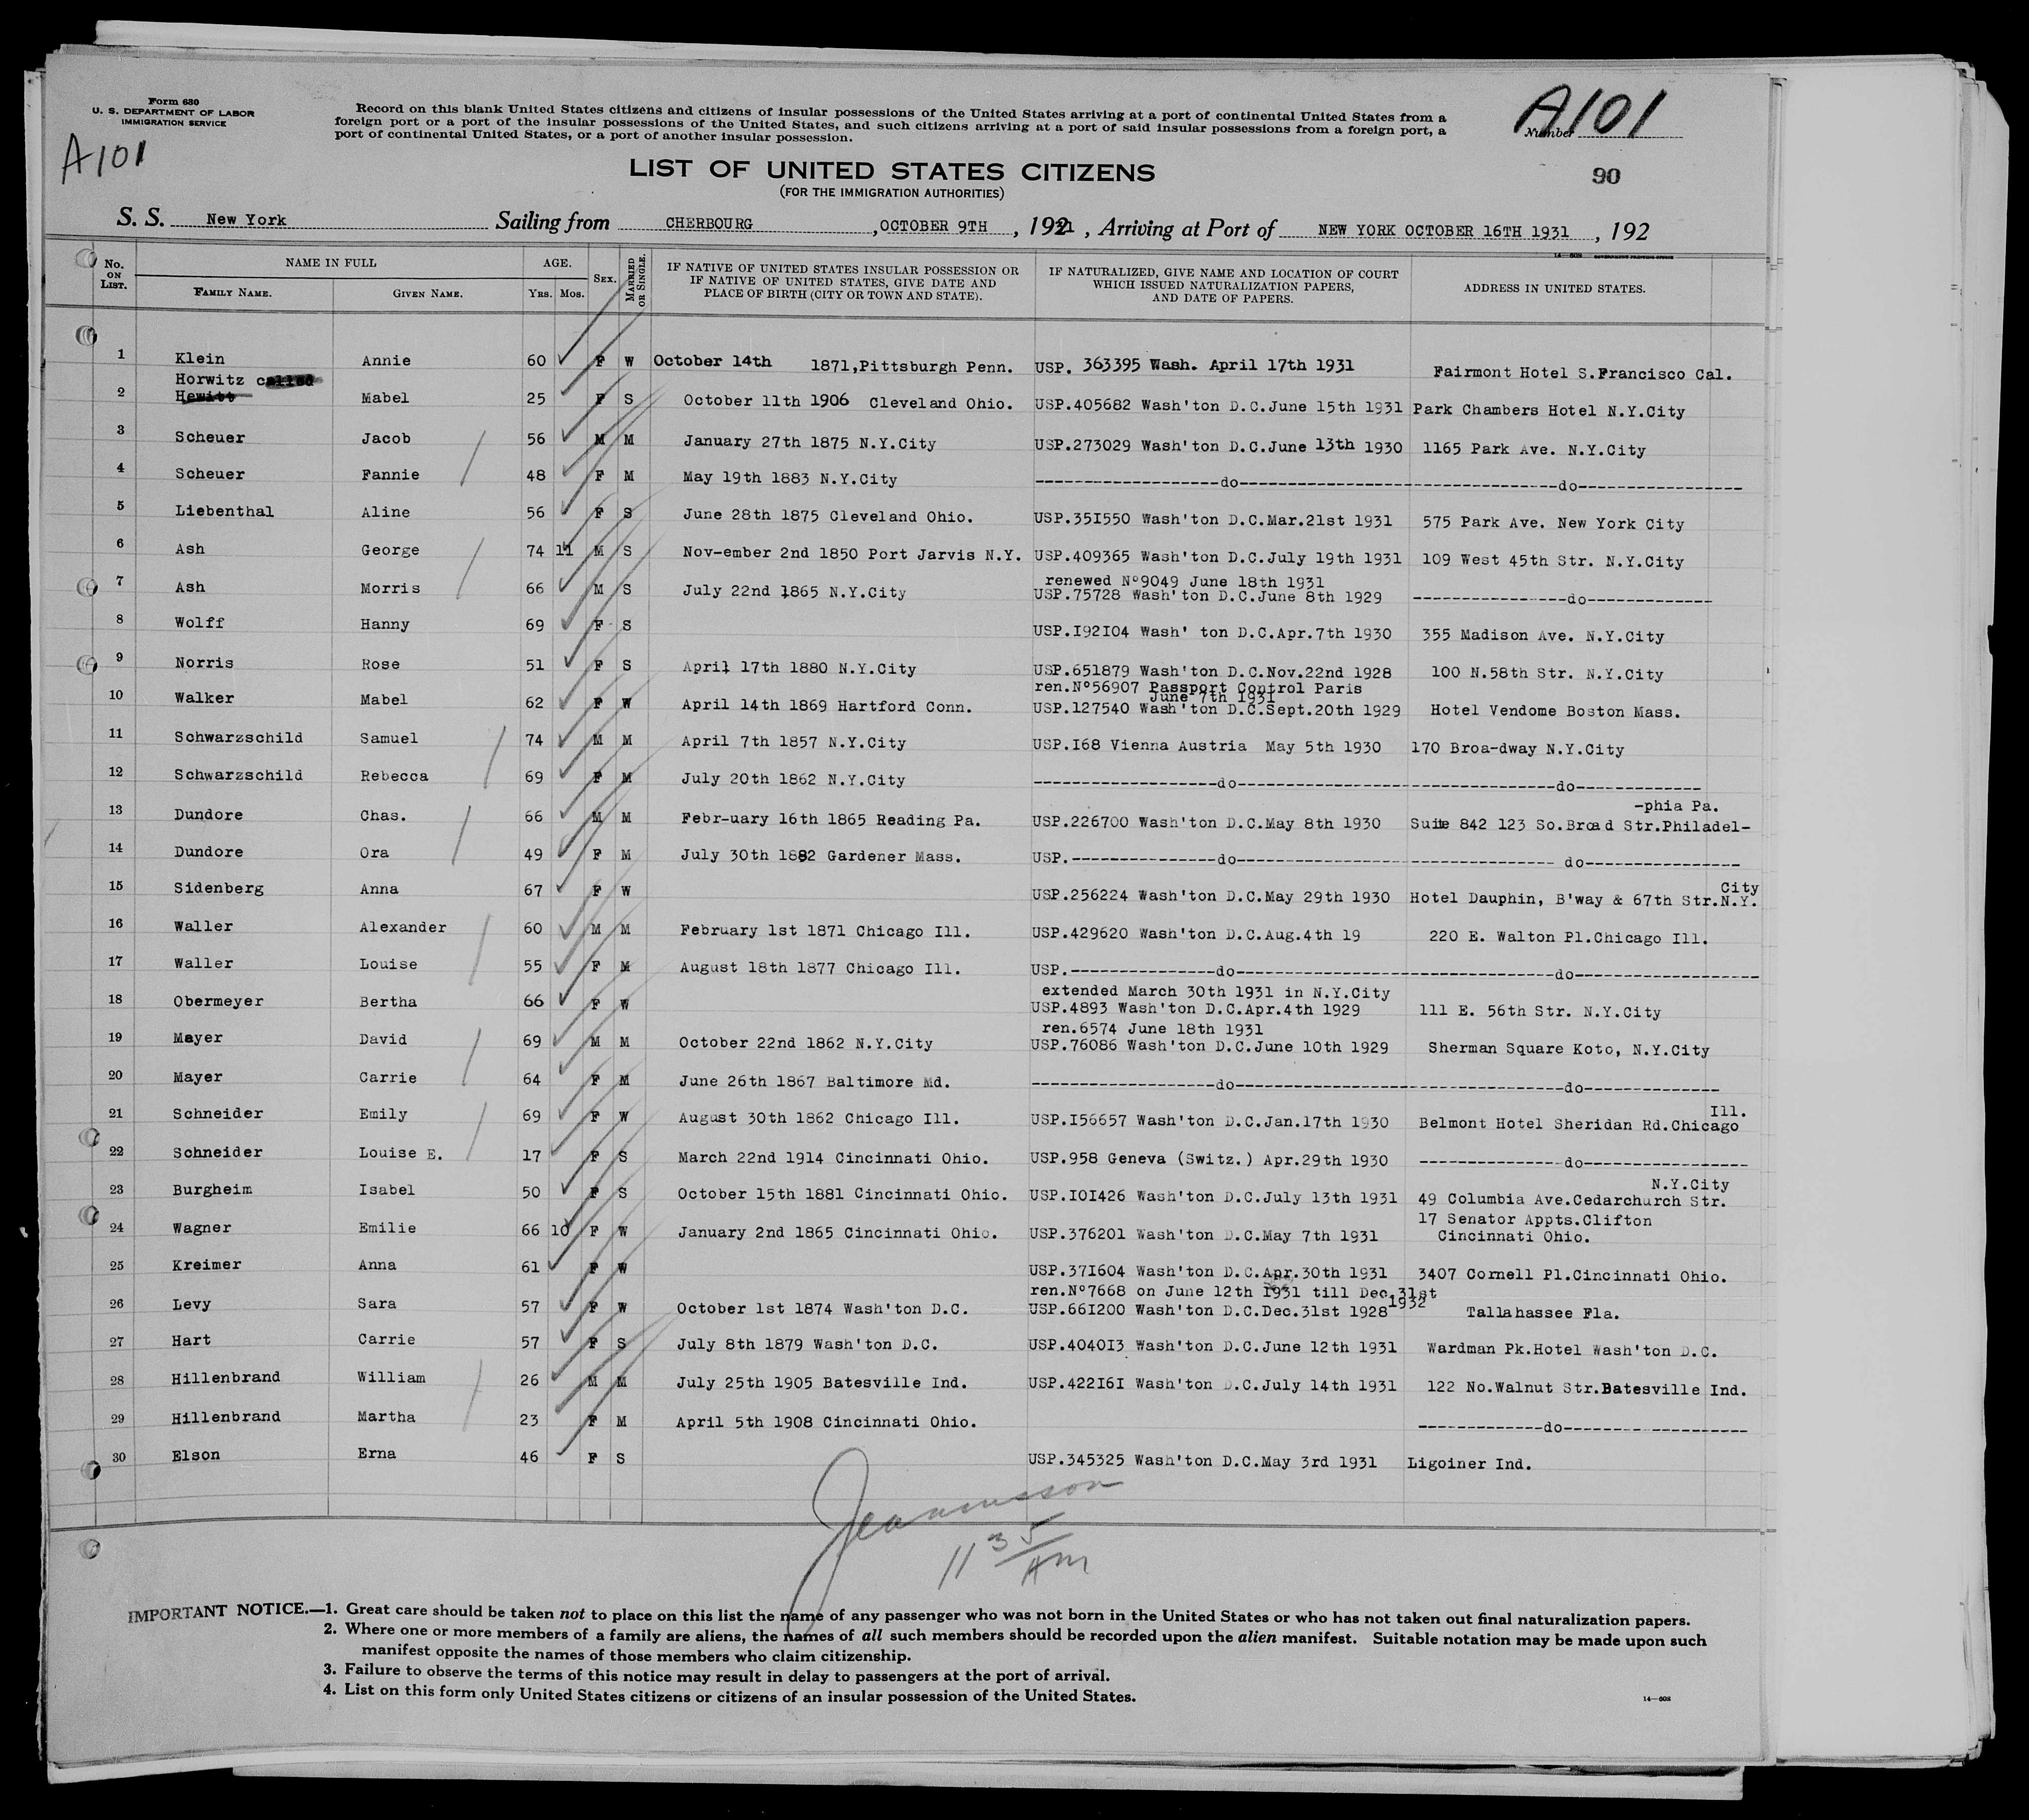 Form 630
U. S. DEPARTMENT OF LABOR
IMMIGRATION SERVICE
A101
Record on this blank United States citizens and citizens of insular possessions of the United States arriving at a port of continental United States from a
foreign port or a port of the insular possessions of the United States, and such citizens arriving at a port of said insular possessions from a foreign port, a
port of continental United States, or a port of another insular possession.
A101
Number
90
LIST OF UNITED STATES CITIZENS
(FOR THE IMMIGRATION AUTHORITIES)
S. S. New York Sailing from CHERBOURG, OCTOBER 9TH, 1921, Arriving at Port of NEW YORK OCTOBER 16TH 1931, 192
No. ON LIST. NAME IN FULL FAMILY NAME. GIVEN NAME. AGE. YRS. MOS. SEX. MARRIED OR SINGLE. IF NATIVE OF UNITED STATES INSULAR POSSESSION OR IF NATIVE OF UNITED STATES, GIVE DATE AND PLACE OF BIRTH (CITY OR TOWN AND STATE). IF NATURALIZED, GIVE NAME AND LOCATION OF COURT WHICH ISSUED NATURALIZATION PAPERS, AND DATE OF PAPERS. ADDRESS IN UNITED STATES.
1 Klein Annie 60 F W October 14th 1871,Pittsburgh Penn. USP. 363395 Wash. April 17th 1931 Fairmont Hotel S.Francisco Cal.
Horwitz called
2 Hewitt Mabel 25 F S October 11th 1906 Cleveland Ohio. USP.405682 Wash'ton D.C.June 15th 1931 Park Chambers Hotel N.Y.City
3 Scheuer Jacob 56 M M January 27th 1875 N.Y.City USP.273029 Wash'ton D.C.June 13th 1930 1165 Park Ave. N.Y.City
4 Scheuer Fannie 48 F M May 19th 1883 N.Y.City ------do------ ------do------
5 Liebenthal Aline 56 F S June 28th 1875 Cleveland Ohio. USP.351550 Wash'ton D.C.Mar.21st 1931 575 Park Ave. New York City
6 Ash George 74 11 M S Nov-ember 2nd 1850 Port Jarvis N.Y. USP.409365 Wash'ton D.C.July 19th 1931 109 West 45th Str. N.Y.City
renewed Nº9049 June 18th 1931
7 Ash Morris 66 M S July 22nd 1865 N.Y.City USP.75728 Wash'ton D.C.June 8th 1929 ------do------
8 Wolff Hanny 69 F S USP.I92I04 Wash' ton D.C.Apr.7th 1930 355 Madison Ave. N.Y.City
9 Norris Rose 51 F S April 17th 1880 N.Y.City USP.651879 Wash'ton D.C.Nov.22nd 1928 100 N.58th Str. N.Y.City
ren.Nº56907 Passport Control Paris
June 7th 1931
10 Walker Mabel 62 F W April 14th 1869 Hartford Conn. USP.127540 Wash'ton D.C.Sept.20th 1929 Hotel Vendome Boston Mass.
11 Schwarzschild Samuel 74 M M April 7th 1857 N.Y.City USP.I68 Vienna Austria May 5th 1930 170 Broa-dway N.Y.City
12 Schwarzschild Rebecca 69 F M July 20th 1862 N.Y.City ------do------ ------do------
-phia Pa.
13 Dundore Chas. 66 M M Febr-uary 16th 1865 Reading Pa. USP.226700 Wash'ton D.C.May 8th 1930 Suite 842 123 So.Broad Str.Philadel-
14 Dundore Ora 49 F M July 30th 1882 Gardener Mass. USP.------do------ ------do------
City
15 Sidenberg Anna 67 F W USP.256224 Wash'ton D.C.May 29th 1930 Hotel Dauphin, B'way & 67th Str.N.Y.
16 Waller Alexander 60 M M February 1st 1871 Chicago Ill. USP.429620 Wash'ton D.C.Aug.4th 19 220 E. Walton Pl.Chicago Ill.
17 Waller Louise 55 F M August 18th 1877 Chicago Ill. USP.------do------ ------do------
extended March 30th 1931 in N.Y.City
18 Obermeyer Bertha 66 F W USP.4893 Wash'ton D.C.Apr.4th 1929 111 E. 56th Str. N.Y.City
ren.6574 June 18th 1931
19 Mayer David 69 M M October 22nd 1862 N.Y.City USP.76086 Wash'ton D.C.June 10th 1929 Sherman Square Koto, N.Y.City
20 Mayer Carrie 64 F M June 26th 1867 Baltimore Md. ------do------ ------do------
Ill.
21 Schneider Emily 69 F W August 30th 1862 Chicago Ill. USP.I56657 Wash'ton D.C.Jan.17th 1930 Belmont Hotel Sheridan Rd.Chicago
22 Schneider Louise E. 17 F S March 22nd 1914 Cincinnati Ohio. USP.958 Geneva (Switz.) Apr.29th 1930 ------do------
N.Y.City
23 Burgheim Isabel 50 F S October 15th 1881 Cincinnati Ohio. USP.I0I426 Wash'ton D.C.July 13th 1931 49 Columbia Ave.Cedarchurch Str.
17 Senator Appts.Clifton
24 Wagner Emilie 66 10 F W January 2nd 1865 Cincinnati Ohio. USP.376201 Wash'ton D.C.May 7th 1931 Cincinnati Ohio.
25 Kreimer Anna 61 F W USP.37I604 Wash'ton D.C.Apr.30th 1931 3407 Cornell Pl.Cincinnati Ohio.
ren.Nº7668 on June 12th 1931 till Dec.31st
1932
26 Levy Sara 57 F W October 1st 1874 Wash'ton D.C. USP.66I200 Wash'ton D.C.Dec.31st 1928 Tallahassee Fla.
27 Hart Carrie 57 F S July 8th 1879 Wash'ton D.C. USP.4040I3 Wash'ton D.C.June 12th 1931 Wardman Pk.Hotel Wash'ton D.C.
28 Hillenbrand William 26 M M July 25th 1905 Batesville Ind. USP.422I6I Wash'ton D.C.July 14th 1931 122 No.Walnut Str.Batesville Ind.
29 Hillenbrand Martha 23 F M April 5th 1908 Cincinnati Ohio. ------do------
30 Elson Erna 46 F S USP.345325 Wash'ton D.C.May 3rd 1931 Ligoiner Ind.
11 35 AM
IMPORTANT NOTICE.—1. Great care should be taken not to place on this list the name of any passenger who was not born in the United States or who has not taken out final naturalization papers.
2. Where one or more members of a family are aliens, the names of all such members should be recorded upon the alien manifest. Suitable notation may be made upon such
manifest opposite the names of those members who claim citizenship.
3. Failure to observe the terms of this notice may result in delay to passengers at the port of arrival.
4. List on this form only United States citizens or citizens of an insular possession of the United States.
14—608